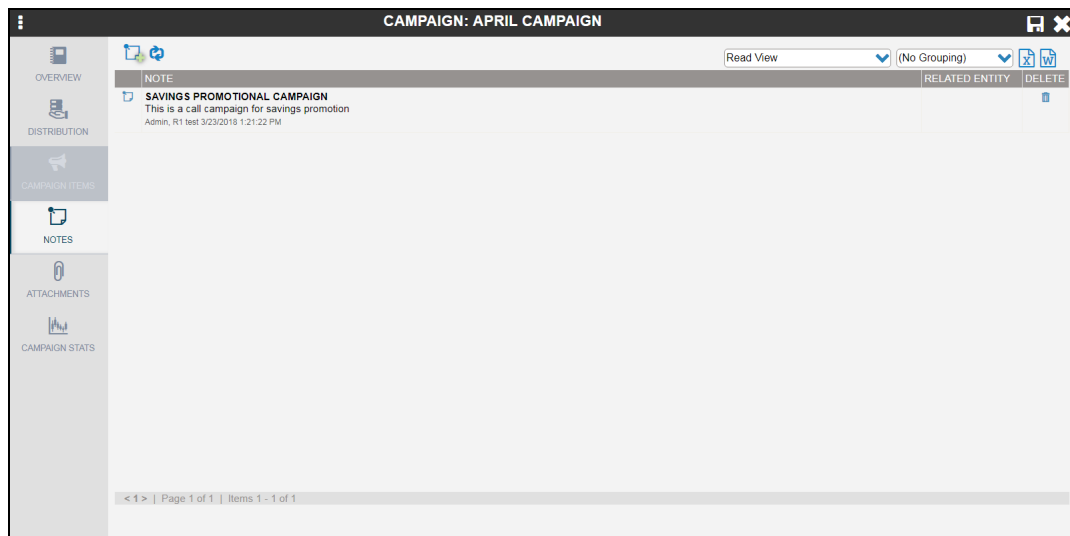 CAMPAIGN: APRIL CAMPAIGN
OVERVIEW
DISTRIBUTION
CAMPAIGN ITEMS
NOTES
ATTACHMENTS
CAMPAIGN STATS
Read View
(No Grouping)
X W
NOTE RELATED ENTITY DELETE
SAVINGS PROMOTIONAL CAMPAIGN
This is a call campaign for savings promotion
Admin, R1 test 3/23/2018 1:21:22 PM
< 1 > | Page 1 of 1 | Items 1 - 1 of 1